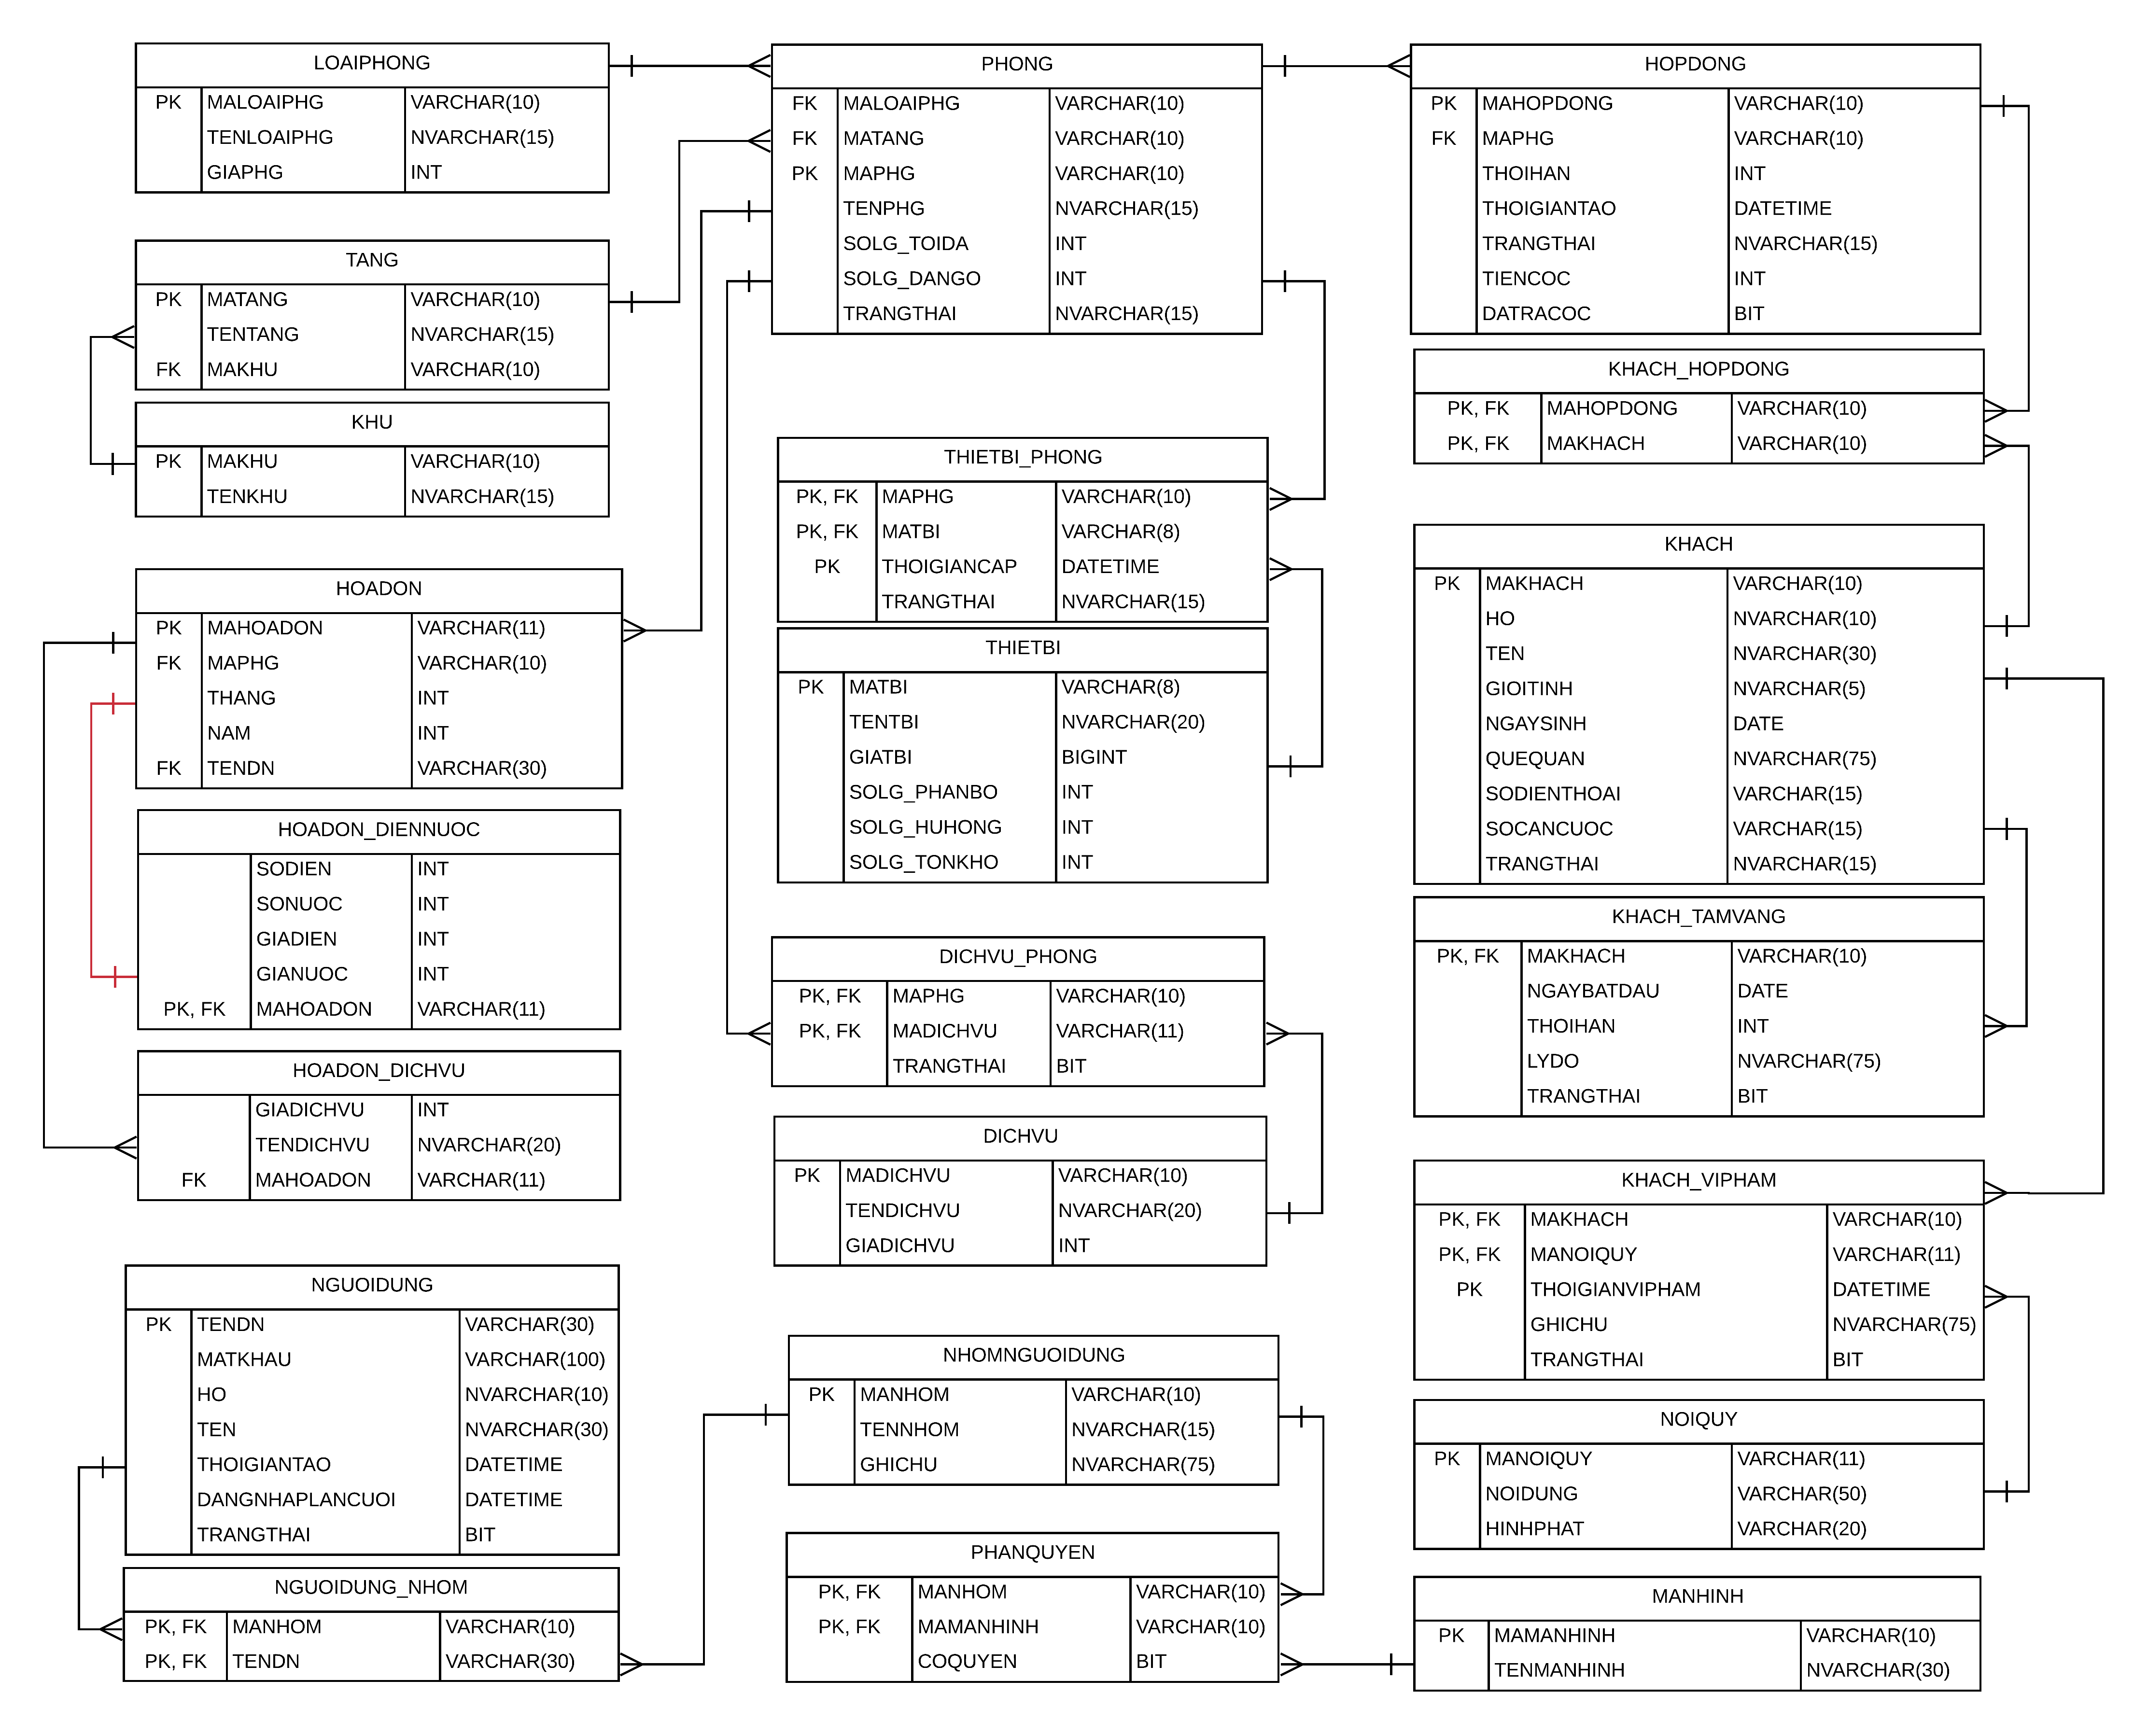 LOAIPHONG
PK MALOAIPHG VARCHAR(10)
TENLOAIPHG NVARCHAR(15)
GIAPHG INT
TANG
PK MATANG VARCHAR(10)
TENTANG NVARCHAR(15)
FK MAKHU VARCHAR(10)
KHU
PK MAKHU VARCHAR(10)
TENKHU NVARCHAR(15)
HOADON
PK MAHOADON VARCHAR(11)
FK MAPHG VARCHAR(10)
THANG INT
NAM INT
FK TENDN VARCHAR(30)
HOADON_DIENNUOC
SODIEN INT
SONUOC INT
GIADIEN INT
GIANUOC INT
PK, FK MAHOADON VARCHAR(11)
HOADON_DICHVU
GIADICHVU INT
TENDICHVU NVARCHAR(20)
FK MAHOADON VARCHAR(11)
NGUOIDUNG
PK TENDN VARCHAR(30)
MATKHAU VARCHAR(100)
HO NVARCHAR(10)
TEN NVARCHAR(30)
THOIGIANTAO DATETIME
DANGNHAPLANCUOI DATETIME
TRANGTHAI BIT
NGUOIDUNG_NHOM
PK, FK MANHOM VARCHAR(10)
PK, FK TENDN VARCHAR(30)
PHONG
FK MALOAIPHG VARCHAR(10)
FK MATANG VARCHAR(10)
PK MAPHG VARCHAR(10)
TENPHG NVARCHAR(15)
SOLG_TOIDA INT
SOLG_DANGO INT
TRANGTHAI NVARCHAR(15)
THIETBI_PHONG
PK, FK MAPHG VARCHAR(10)
PK, FK MATBI VARCHAR(8)
PK THOIGIANCAP DATETIME
TRANGTHAI NVARCHAR(15)
THIETBI
PK MATBI VARCHAR(8)
TENTBI NVARCHAR(20)
GIATBI BIGINT
SOLG_PHANBO INT
SOLG_HUHONG INT
SOLG_TONKHO INT
DICHVU_PHONG
PK, FK MAPHG VARCHAR(10)
PK, FK MADICHVU VARCHAR(11)
TRANGTHAI BIT
DICHVU
PK MADICHVU VARCHAR(10)
TENDICHVU NVARCHAR(20)
GIADICHVU INT
NHOMNGUOIDUNG
PK MANHOM VARCHAR(10)
TENNHOM NVARCHAR(15)
GHICHU NVARCHAR(75)
PHANQUYEN
PK, FK MANHOM VARCHAR(10)
PK, FK MAMANHINH VARCHAR(10)
COQUYEN BIT
HOPDONG
PK MAHOPDONG VARCHAR(10)
FK MAPHG VARCHAR(10)
THOIHAN INT
THOIGIANTAO DATETIME
TRANGTHAI NVARCHAR(15)
TIENCOC INT
DATRACOC BIT
KHACH_HOPDONG
PK, FK MAHOPDONG VARCHAR(10)
PK, FK MAKHACH VARCHAR(10)
KHACH
PK MAKHACH VARCHAR(10)
HO NVARCHAR(10)
TEN NVARCHAR(30)
GIOITINH NVARCHAR(5)
NGAYSINH DATE
QUEQUAN NVARCHAR(75)
SODIENTHOAI VARCHAR(15)
SOCANCUOC VARCHAR(15)
TRANGTHAI NVARCHAR(15)
KHACH_TAMVANG
PK, FK MAKHACH VARCHAR(10)
NGAYBATDAU DATE
THOIHAN INT
LYDO NVARCHAR(75)
TRANGTHAI BIT
KHACH_VIPHAM
PK, FK MAKHACH VARCHAR(10)
PK, FK MANOIQUY VARCHAR(11)
PK THOIGIANVIPHAM DATETIME
GHICHU NVARCHAR(75)
TRANGTHAI BIT
NOIQUY
PK MANOIQUY VARCHAR(11)
NOIDUNG VARCHAR(50)
HINHPHAT VARCHAR(20)
MANHINH
PK MAMANHINH VARCHAR(10)
TENMANHINH NVARCHAR(30)